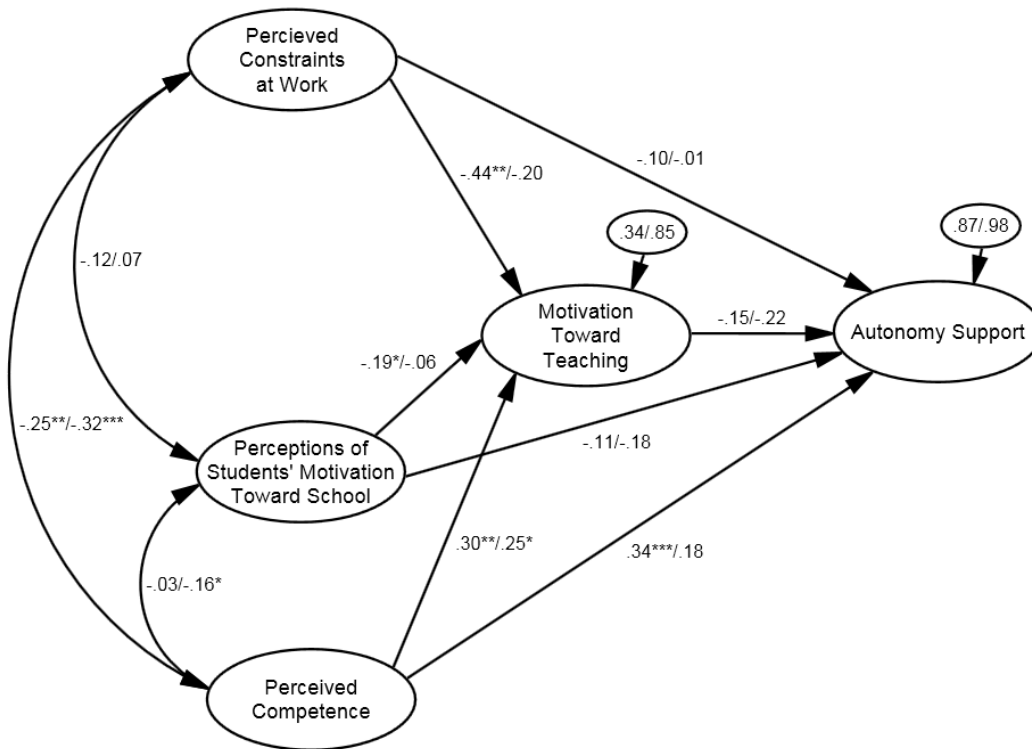 Percieved
Constraints
at Work
-.10/-.01
-.44**/-.20
.34/.85
.87/.98
-.12/.07
Motivation
Toward
Teaching
-.15/-.22
Autonomy Support
-.19*/-.06
-.25**/-.32***
Perceptions of
Students' Motivation
Toward School
-.11/-.18
.30**/.25*
.34***/.18
-.03/-.16*
Perceived
Competence